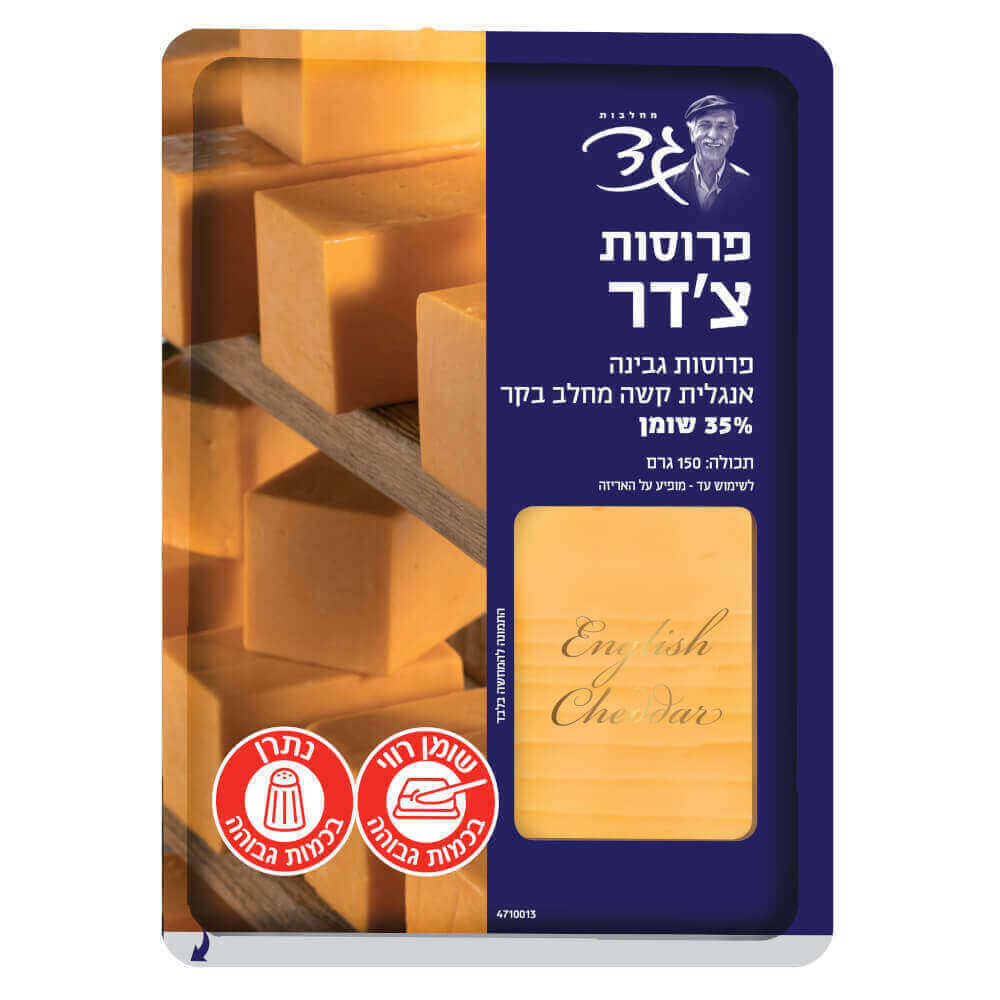 מחלבות
גד
פרוסות
צ'דר
פרוסות גבינה
אנגלית קשה מחלב בקר
35% שומן
תכולה: 150 גרם
לשימוש עד - מופיע על האריזה
English
Cheddar
התמונה להמחשה בלבד
נתרן
בכמות גבוהה
שומן רווי
בכמות גבוהה
4710013